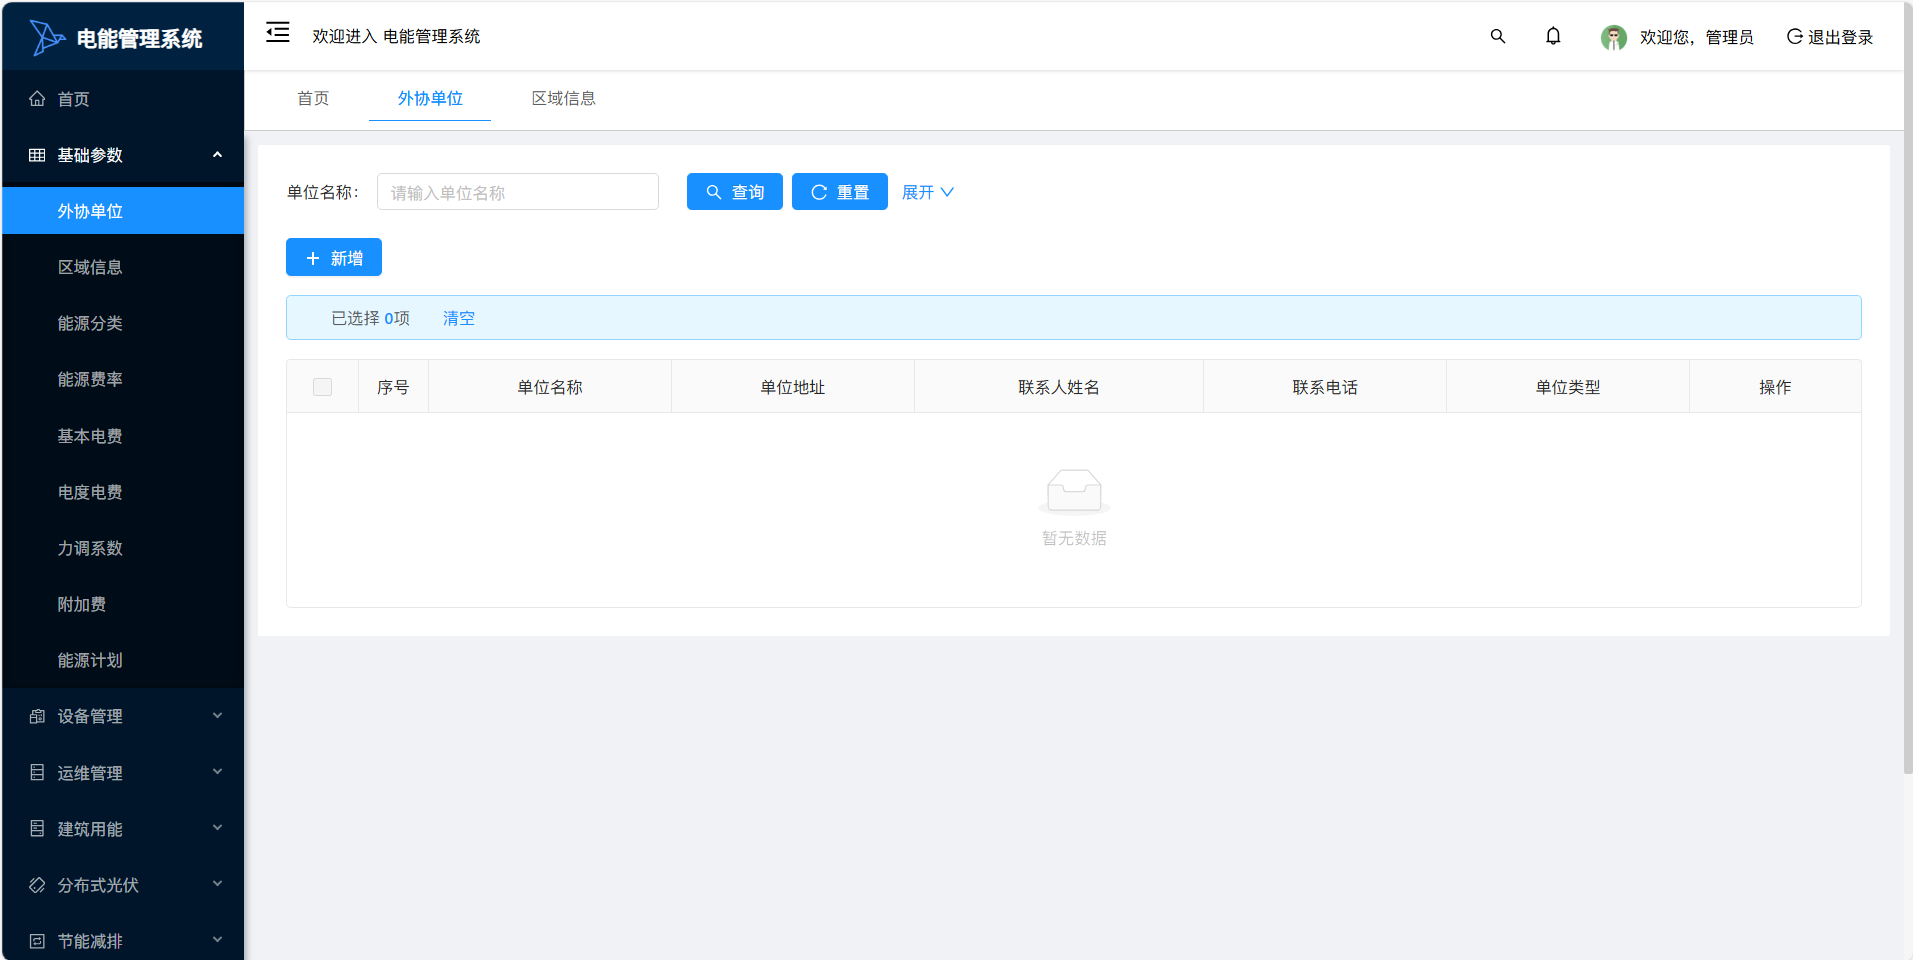 电能管理系统
欢迎进入 电能管理系统
欢迎您，管理员
退出登录
首页
外协单位
区域信息
首页
基础参数
外协单位
区域信息
能源分类
能源费率
基本电费
电度电费
力调系数
附加费
能源计划
设备管理
运维管理
建筑用能
分布式光伏
节能减排
单位名称：
请输入单位名称
查询
重置
展开
新增
已选择 0项 清空
序号 单位名称 单位地址 联系人姓名 联系电话 单位类型 操作
暂无数据